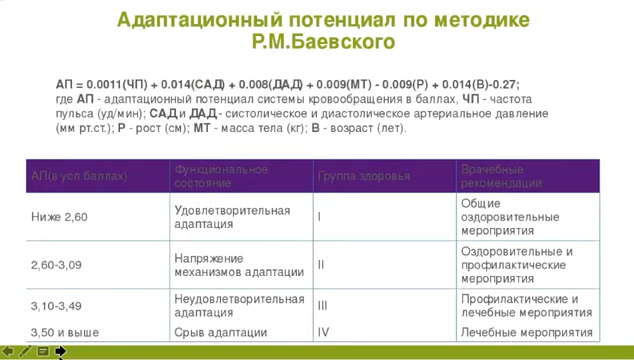 Адаптационный потенциал по методике
Р.М.Баевского
АП = 0.0011(ЧП) + 0.014(САД) + 0.008(ДАД) + 0.009(МТ) - 0.009(Р) + 0.014(В)-0.27;
где АП - адаптационный потенциал системы кровообращения в баллах, ЧП - частота
пульса (уд/мин); САД и ДАД - систолическое и диастолическое артериальное давление
(мм рт.ст.); Р - рост (см); МТ - масса тела (кг); В - возраст (лет).
АП(в усл баллах)
Функциональное
состояние
Группа здоровья
Врачебные
рекомендации
Ниже 2,60
Удовлетворительная
адаптация
I
Общие
оздоровительные
мероприятия
2,60-3,09
Напряжение
механизмов адаптации
II
Оздоровительные и
профилактические
мероприятия
3,10-3,49
Неудовлетворительная
адаптация
III
Профилактические и
лечебные мероприятия
3,50 и выше
Срыв адаптации
IV
Лечебные мероприятия